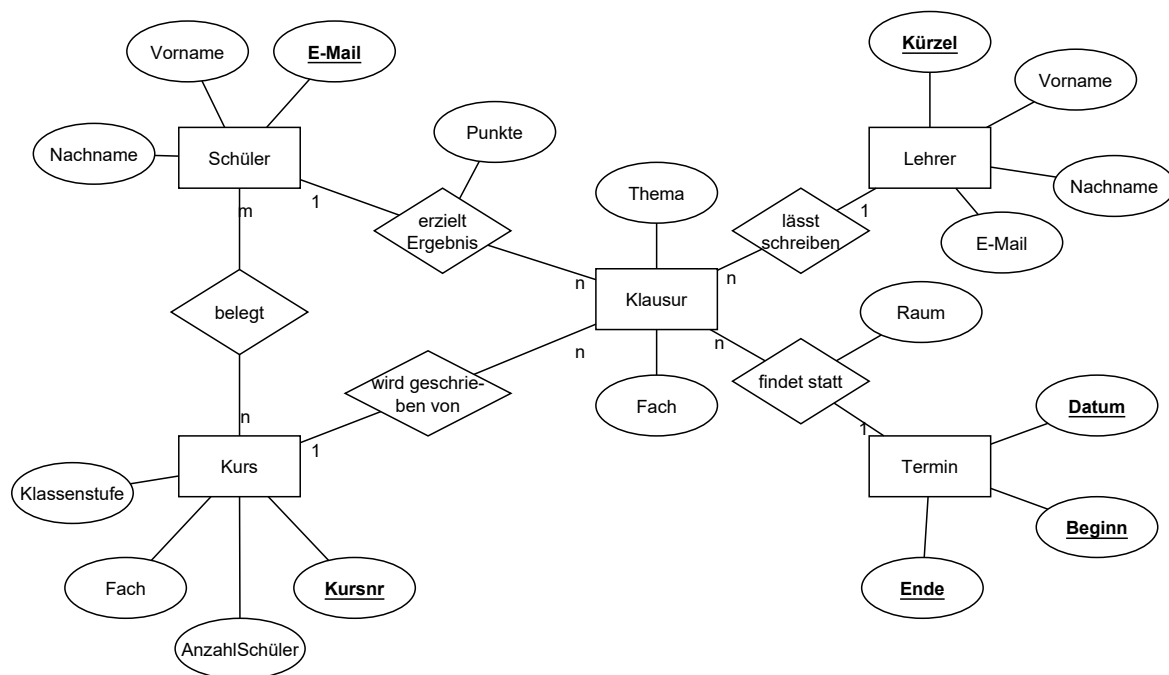 Vorname
E-Mail
Nachname
Schüler
m
1
Punkte
erzielt
Ergebnis
n
belegt
n
wird geschrie-
ben von
n
1
Kurs
Klassenstufe
Fach
Kursnr
AnzahlSchüler
Thema
Klausur
Fach
Kürzel
Vorname
Lehrer
Nachname
E-Mail
lässt
schreiben
1
n
Raum
n
findet statt
1
Datum
Termin
Beginn
Ende